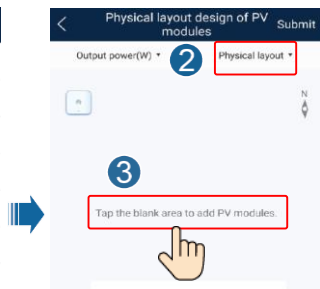 Physical layout design of PV
modules
Submit
Output power(W)
2
Physical layout
N
3
Tap the blank area to add PV modules.